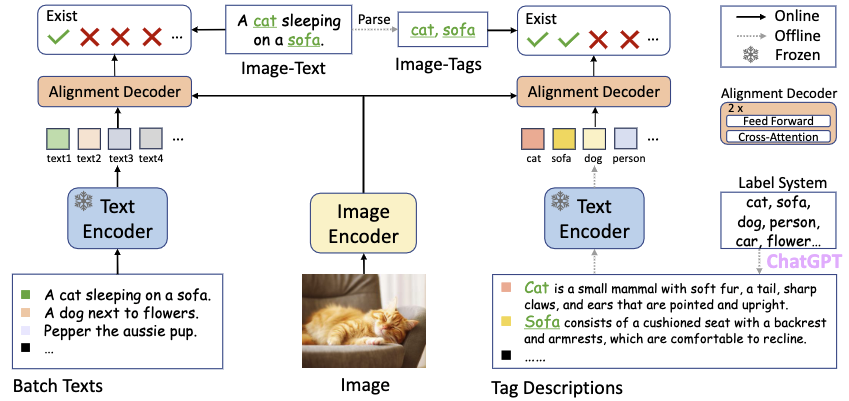 Exist
...
A cat sleeping
on a sofa.
Image-Text
Parse
cat, sofa
Image-Tags
Exist
...
Online
Offline
Frozen
Alignment Decoder
Alignment Decoder
Alignment Decoder
2 x
Feed Forward
Cross-Attention
text1 text2 text3 text4 ...
cat sofa dog person ...
Text
Encoder
Image
Encoder
Text
Encoder
Label System
cat, sofa,
dog, person,
car, flower...
ChatGPT
A cat sleeping on a sofa.
A dog next to flowers.
Pepper the aussie pup.
...
Batch Texts
Image
Cat is a small mammal with soft fur, a tail, sharp
claws, and ears that are pointed and upright.
Sofa consists of a cushioned seat with a backrest
and armrests, which are comfortable to recline.
......
Tag Descriptions